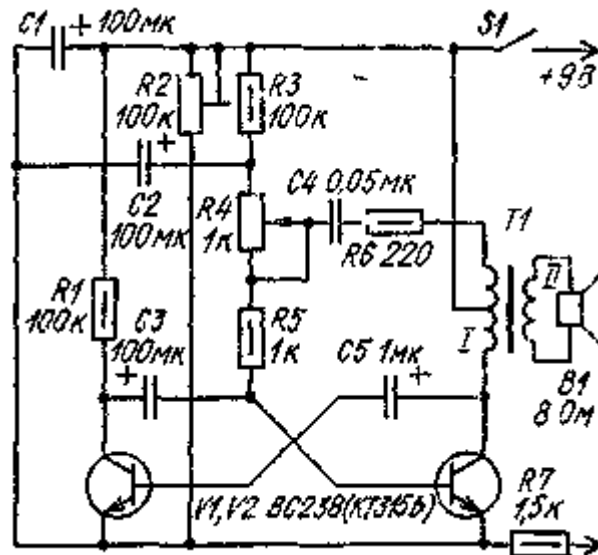 C1
+ 100мк
S1
+9В
R2
100к
R3
100к
+
C2
100мк
R4
1к
C4 0,05мк
R6 220
T1
I
II
R1
100к
C3
100мк
+
R5
1к
C5 1мк
+
B1
8 Ом
V1, V2 BC238(КТ315Б)
R7
1,5к